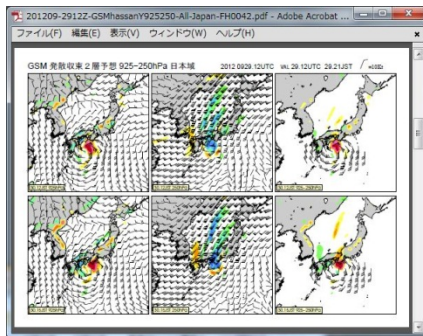 201209-2912Z-GSMhassanY925250-All-Japan-FH0042.pdf - Adobe Acrobat ...
ファイル(F) 編集(E) 表示(V) ウィンドウ(W) ヘルプ(H)
GSM 発散収束2層予想 925-250hPa 日本域 2012 0929.12UTC VAL 29.12UTC 29.21JST